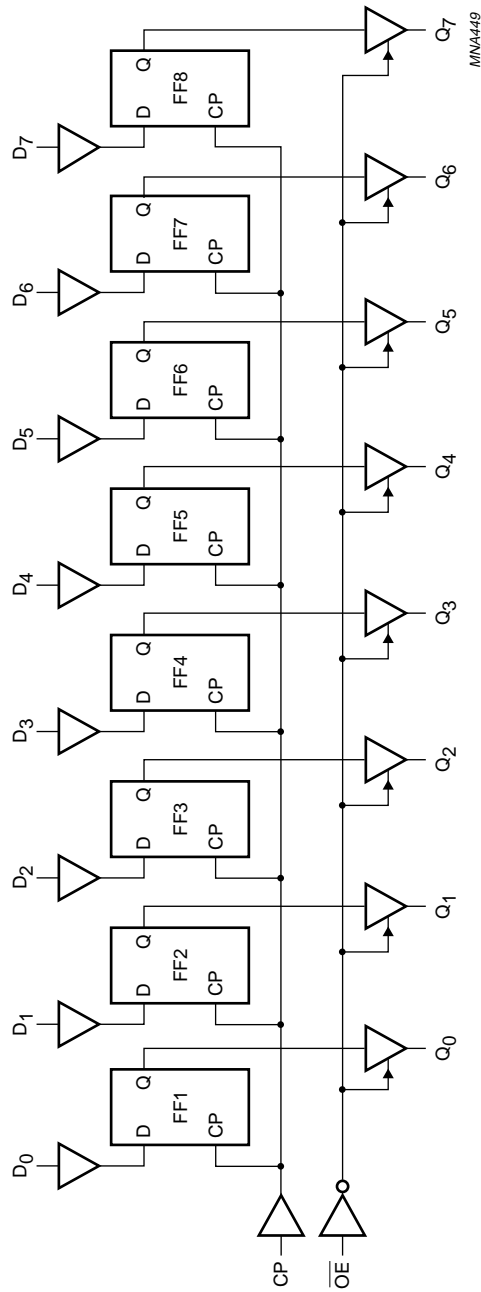 D0 D1 D2 D3 D4 D5 D6 D7
D Q D Q D Q D Q D Q D Q D Q D Q
FF1 FF2 FF3 FF4 FF5 FF6 FF7 FF8
CP CP CP CP CP CP CP CP
CP
OE
Q0 Q1 Q2 Q3 Q4 Q5 Q6 Q7
MNA449